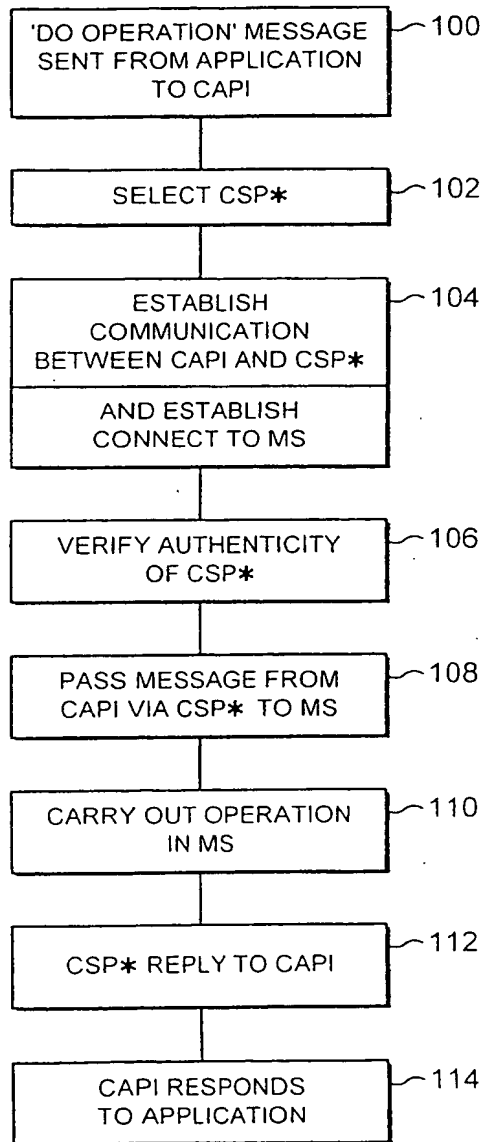 'DO OPERATION' MESSAGE
SENT FROM APPLICATION
TO CAPI
100
SELECT CSP*
102
ESTABLISH
COMMUNICATION
BETWEEN CAPI AND CSP*
104
AND ESTABLISH
CONNECT TO MS
VERIFY AUTHENTICITY
OF CSP*
106
PASS MESSAGE FROM
CAPI VIA CSP* TO MS
108
CARRY OUT OPERATION
IN MS
110
CSP* REPLY TO CAPI
112
CAPI RESPONDS
TO APPLICATION
114